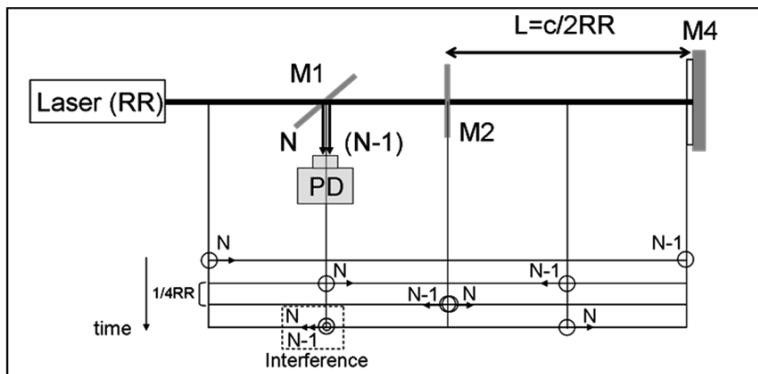 L=c/2RR
M4
M1
Laser (RR)
M2
N
(N-1)
PD
N
N-1
N
N-1
1/4RR
N-1
N
time
N
N-1
N
Interference